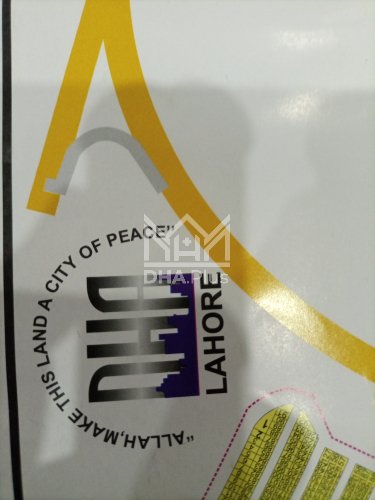 "ALLAH,MAKE THIS LAND A CITY OF PEACE"
DHA
LAHORE
DHA.Plus